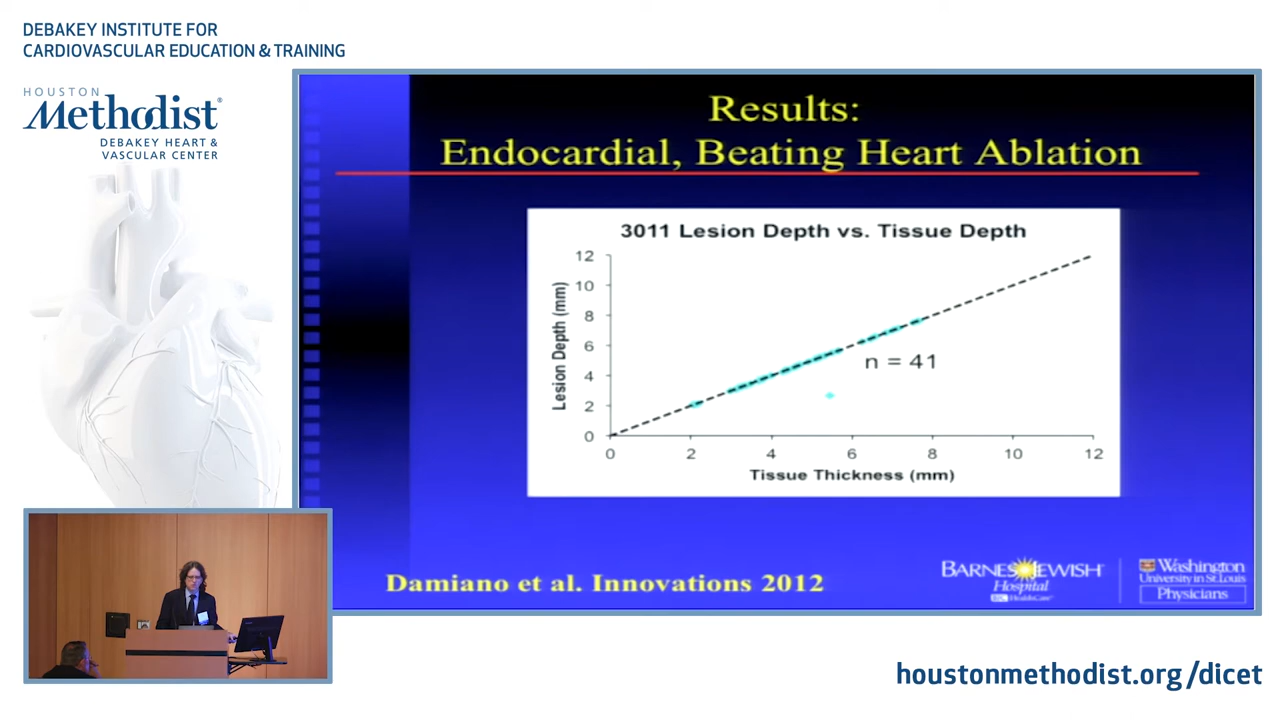 DEBAKEY INSTITUTE FOR
CARDIOVASCULAR EDUCATION & TRAINING
HOUSTON
Methodist®
DEBAKEY HEART &
VASCULAR CENTER
Results:
Endocardial, Beating Heart Ablation
3011 Lesion Depth vs. Tissue Depth
12
10
8
6
4
2
0
Lesion Depth (mm)
n = 41
0 2 4 6 8 10 12
Tissue Thickness (mm)
Damiano et al. Innovations 2012
BARNES JEWISH
Hospital
BJC HealthCare
Washington
University in St. Louis
Physicians
houstonmethodist.org/dicet